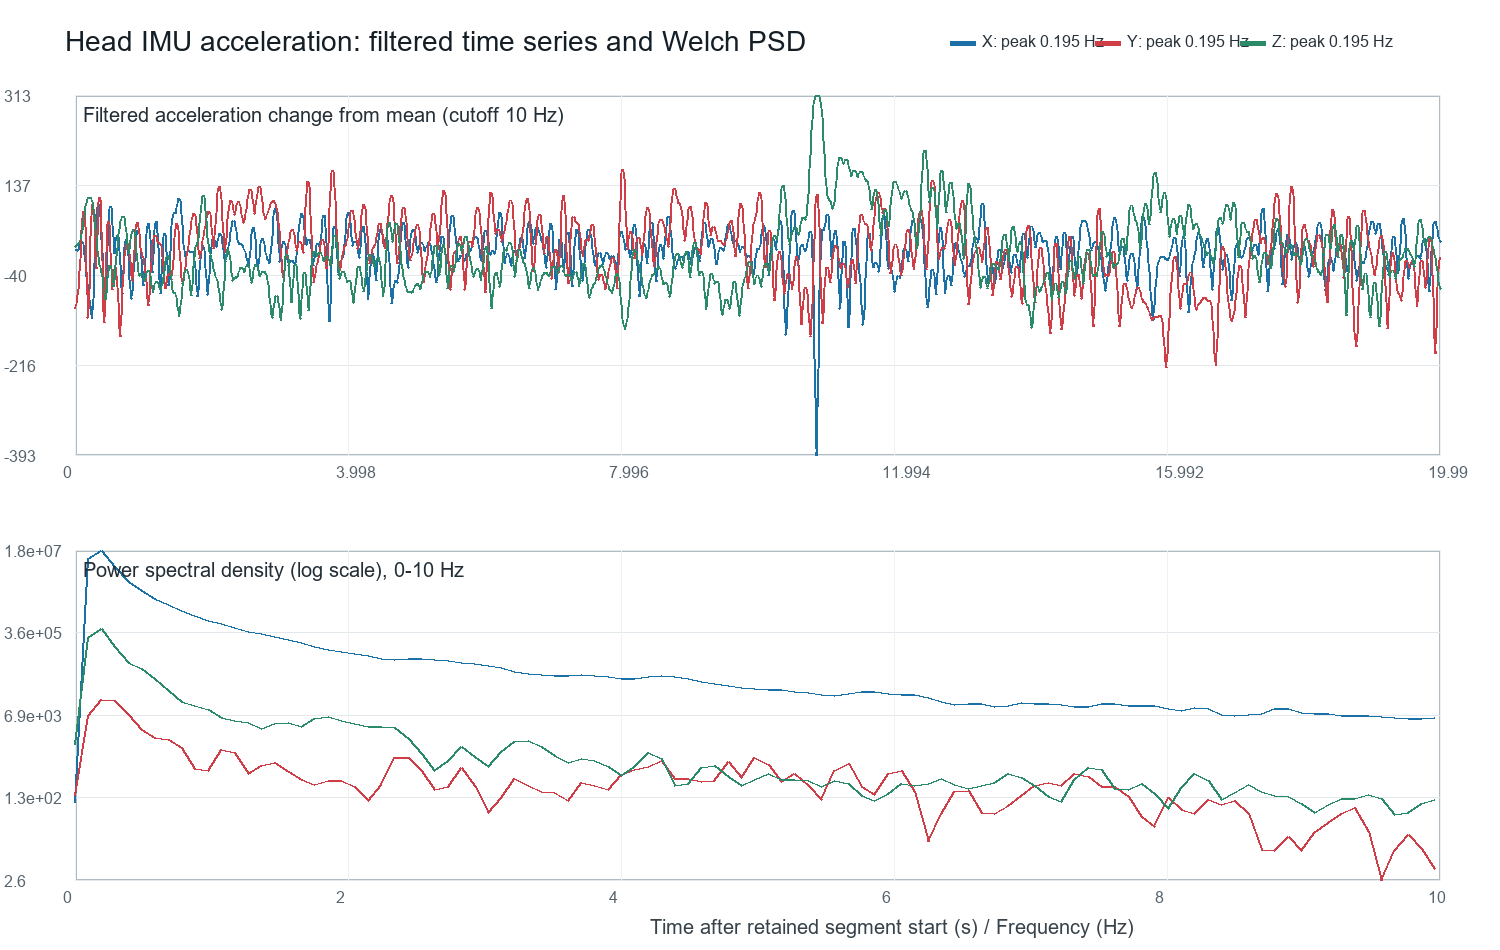 Head IMU acceleration: filtered time series and Welch PSD
X: peak 0.195 Hz Y: peak 0.195 Hz Z: peak 0.195 Hz
313
Filtered acceleration change from mean (cutoff 10 Hz)
137
-40
-216
-393
0 3.998 7.996 11.994 15.992 19.99
1.8e+07
Power spectral density (log scale), 0-10 Hz
3.6e+05
6.9e+03
1.3e+02
2.6
0 2 4 6 8 10
Time after retained segment start (s) / Frequency (Hz)